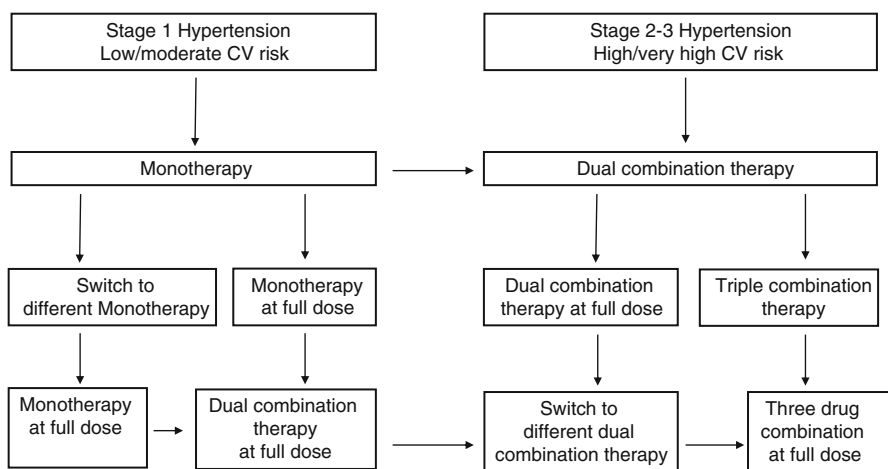 Stage 1 Hypertension
Low/moderate CV risk
Stage 2-3 Hypertension
High/very high CV risk
Monotherapy
Dual combination therapy
Switch to
different Monotherapy
Monotherapy
at full dose
Dual combination
therapy at full dose
Triple combination
therapy
Monotherapy
at full dose
Dual combination
therapy
at full dose
Switch to
different dual
combination therapy
Three drug
combination
at full dose